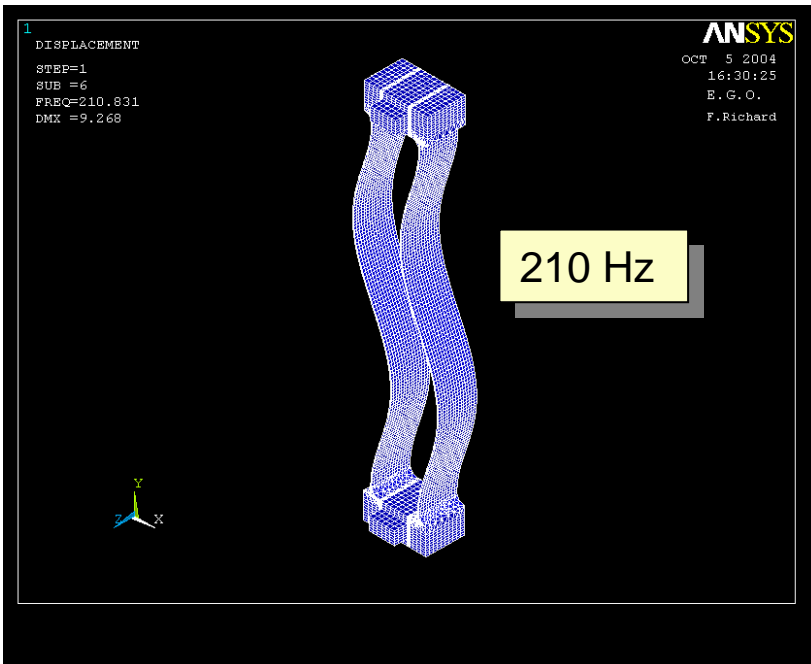 1
DISPLACEMENT
STEP=1
SUB =6
FREQ=210.831
DMX =9.268
ANSYS
OCT 5 2004
16:30:25
E.G.O.
F.Richard
210 Hz
Y
Z X